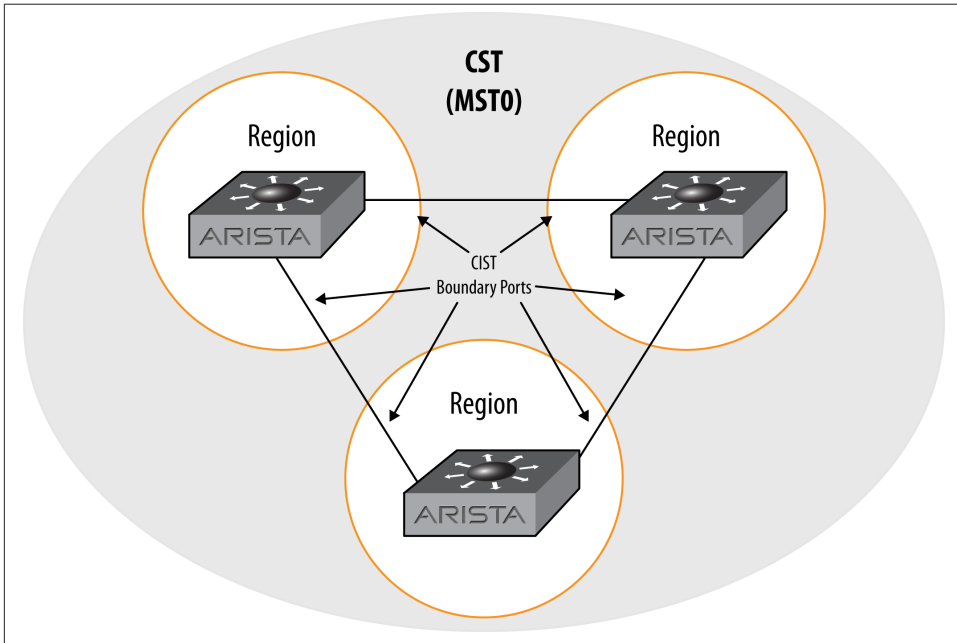 CST
(MST0)
Region
Region
ARISTA
ARISTA
CIST
Boundary Ports
Region
ARISTA